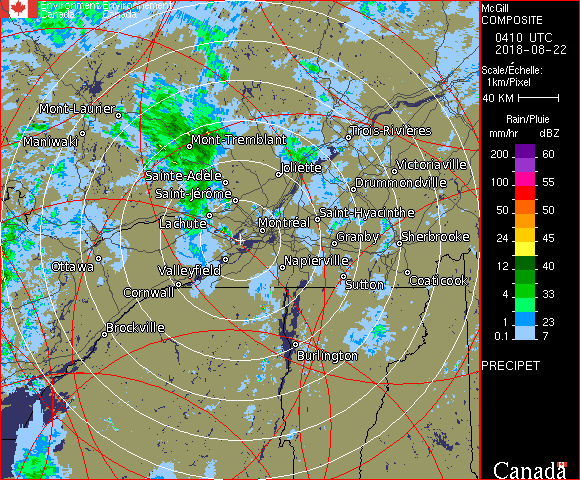 Environment Environnement
Canada Canada
McGill
COMPOSITE
0410 UTC
2018-08-22
Scale/Échelle:
1km/Pixel
40 KM
Rain/Pluie
mm/hr dBZ
200 60
100 55
50 50
24 45
12 40
4 33
1 23
0.1 7
PRECIPET
Canada
Mont-Laurier
Maniwaki
Mont-Tremblant
Trois-Rivières
Joliette
Victoriaville
Sainte-Adèle
Drummondville
Saint-Jérôme
Lachute
Saint-Hyacinthe
Montréal
Granby
Sherbrooke
Ottawa
Valleyfield
Napierville
Cornwall
Sutton
Coaticook
Brockville
Burlington